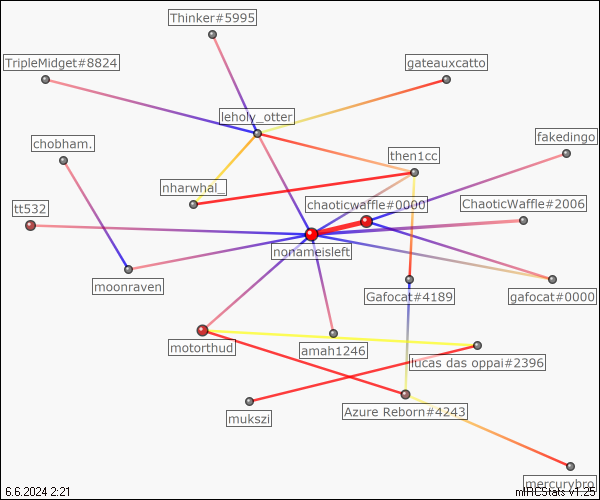 Thinker#5995
TripleMidget#8824
gateauxcatto
leholy_otter
chobham.
fakedingo
then1cc
nharwhal_
chaoticwaffle#0000
ChaoticWaffle#2006
tt532
nonameisleft
moonraven
Gafocat#4189
gafocat#0000
motorthud
amah1246
lucas das oppai#2396
mukszi
Azure Reborn#4243
mercurybro
6.6.2024 2:21
mIRCStats v1.25